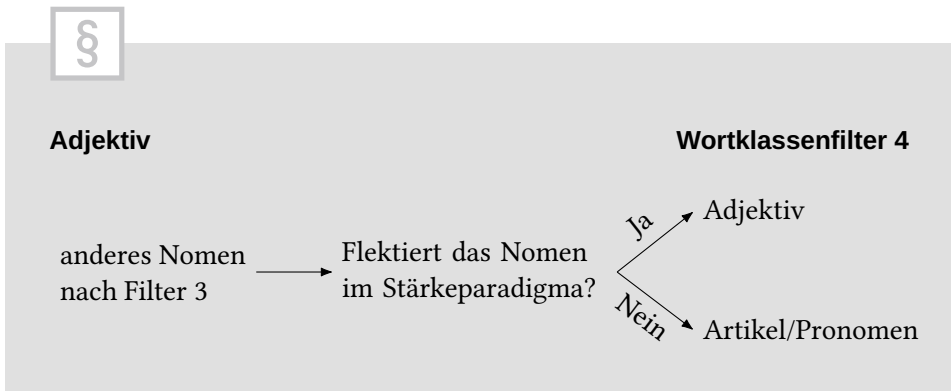 §
Adjektiv
Wortklassenfilter 4
anderes Nomen
nach Filter 3
Flektiert das Nomen
im Stärkeparadigma?
Ja
Adjektiv
Nein
Artikel/Pronomen